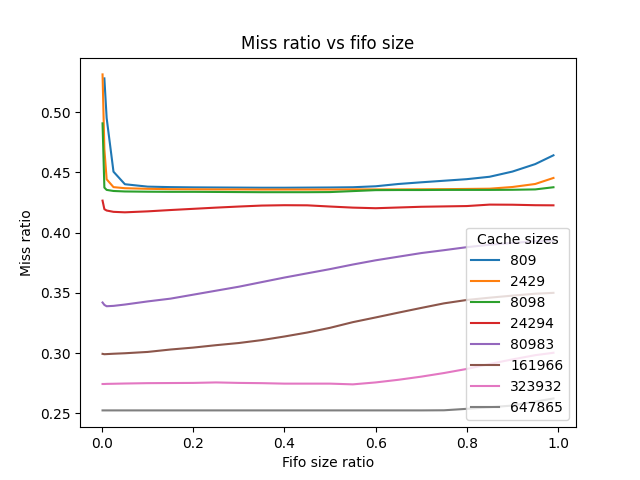 Miss ratio vs fifo size
0.50
0.45
0.40
0.35
0.30
0.25
Miss ratio
Cache sizes
809
2429
8098
24294
80983
161966
323932
647865
0.0 0.2 0.4 0.6 0.8 1.0
Fifo size ratio